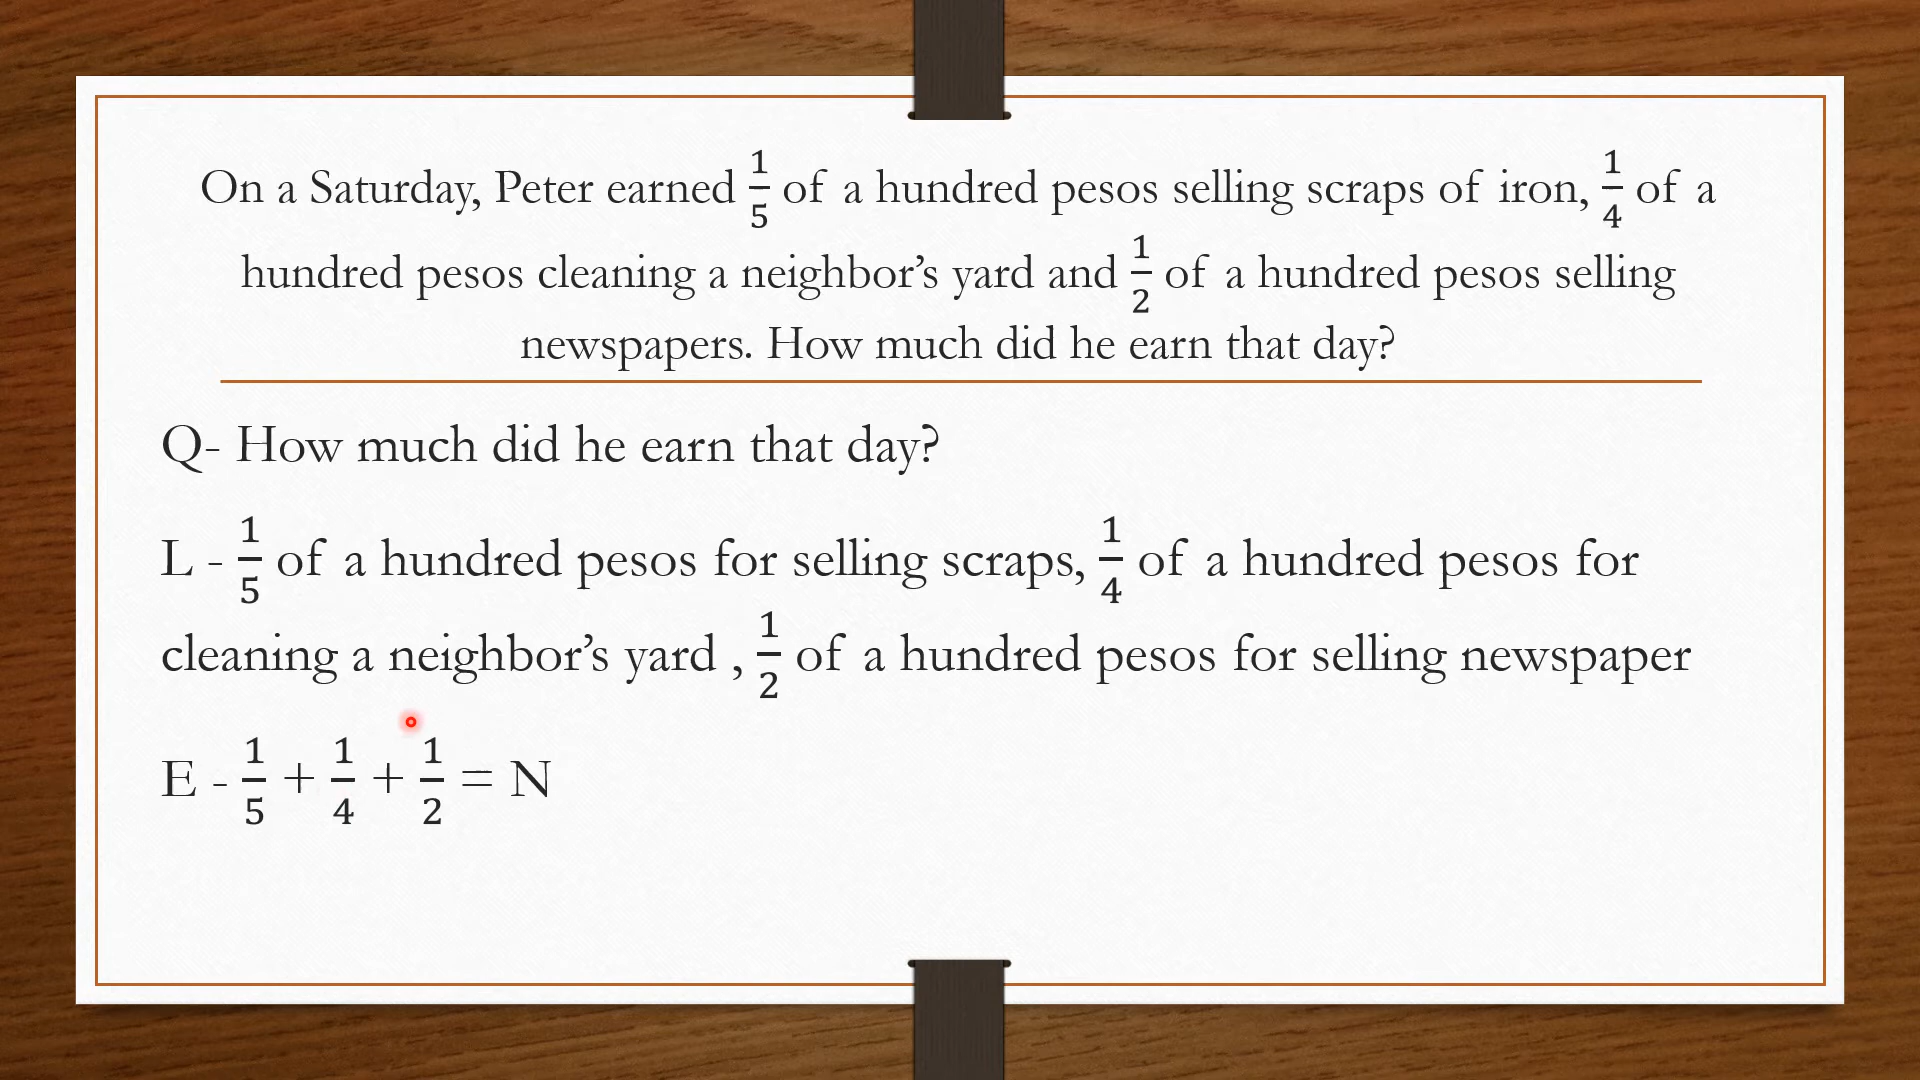 On a Saturday, Peter earned 1/5 of a hundred pesos selling scraps of iron, 1/4 of a
hundred pesos cleaning a neighbor’s yard and 1/2 of a hundred pesos selling
newspapers. How much did he earn that day?
Q- How much did he earn that day?
L - 1/5 of a hundred pesos for selling scraps, 1/4 of a hundred pesos for
cleaning a neighbor’s yard , 1/2 of a hundred pesos for selling newspaper
E - 1/5 + 1/4 + 1/2 = N